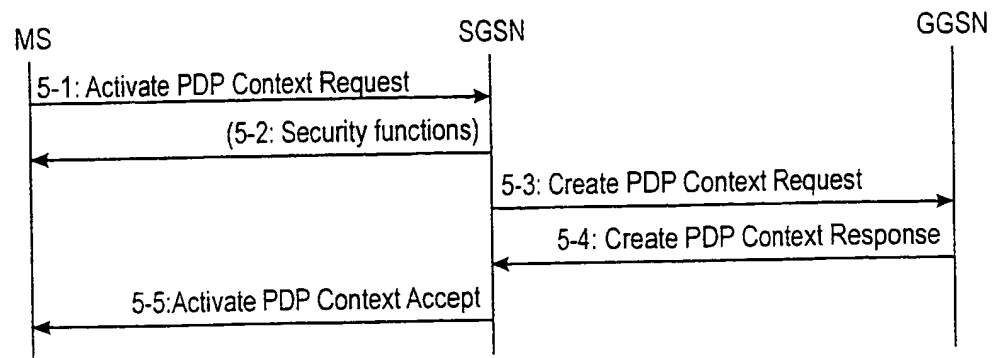 MS
SGSN
GGSN
5-1: Activate PDP Context Request
(5-2: Security functions)
5-3: Create PDP Context Request
5-4: Create PDP Context Response
5-5:Activate PDP Context Accept